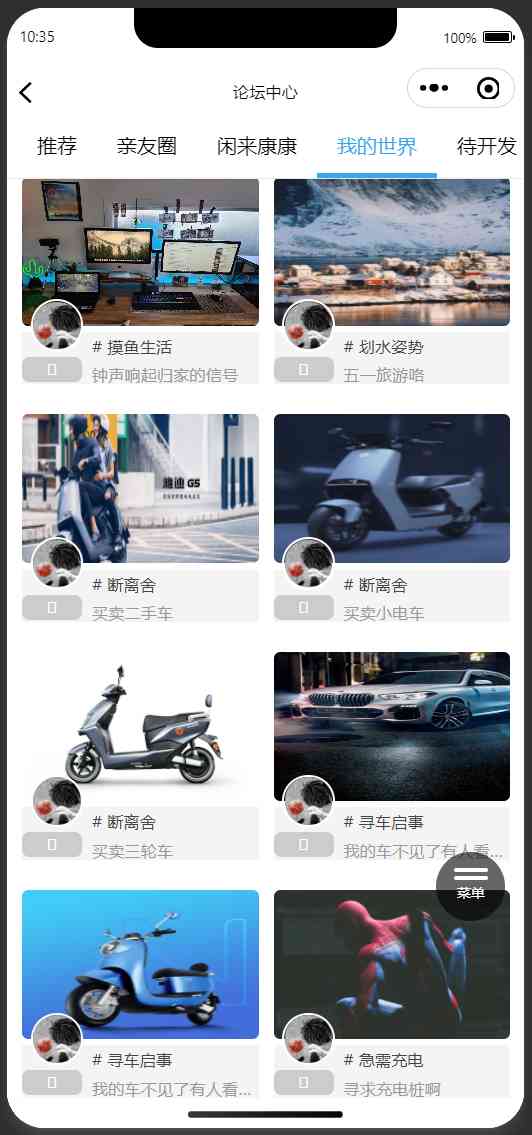 10:35
100%
论坛中心
推荐 亲友圈 闲来康康 我的世界 待开发
# 摸鱼生活
钟声响起归家的信号
# 划水姿势
五一旅游咯
雅迪 G5
# 断离舍
买卖二手车
# 断离舍
买卖小电车
# 断离舍
买卖三轮车
# 寻车启事
我的车不见了有人看...
菜单
# 寻车启事
我的车不见了有人看...
# 急需充电
寻求充电桩啊